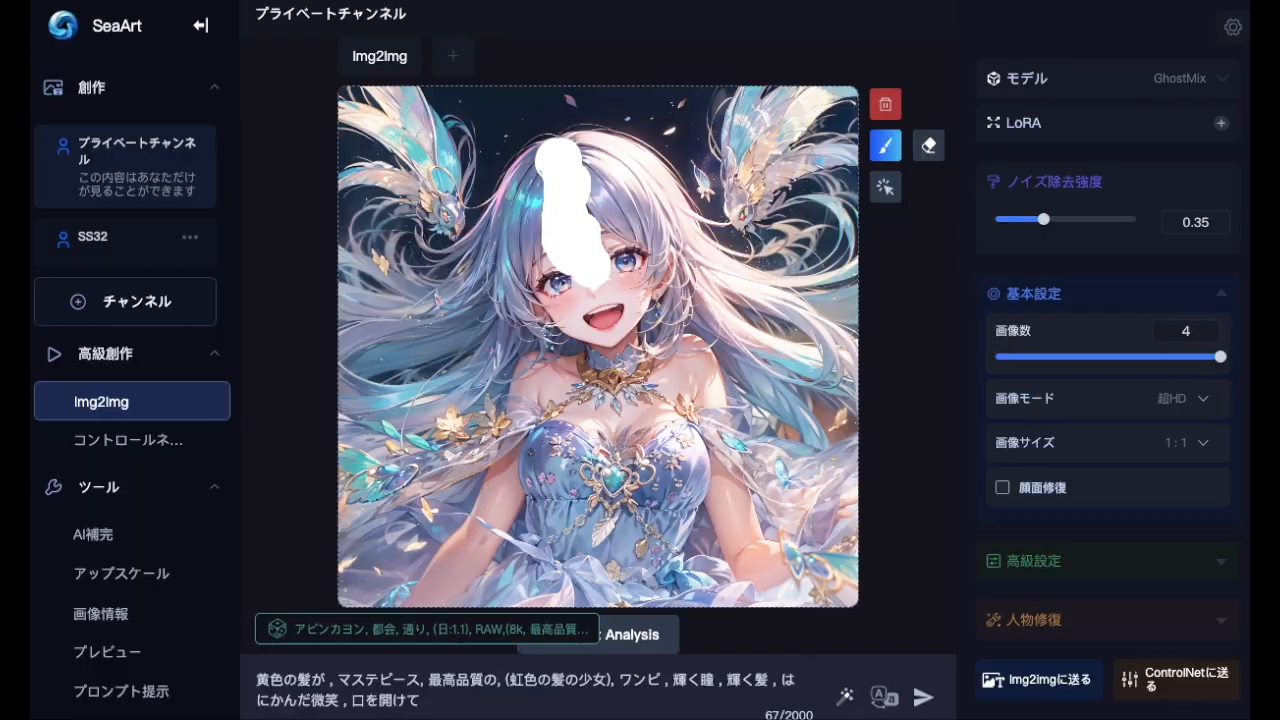 SeaArt
創作
プライベートチャンネ
ル
この内容はあなただけ
が見ることができます
SS32
チャンネル
高級創作
Img2Img
コントロールネ...
ツール
AI補完
アップスケール
画像情報
プレビュー
プロンプト提示
プライベートチャンネル
Img2Img
アビンカヨン, 都会, 通り, (日:1.1), RAW,(8k, 最高品質...
: Analysis
黄色の髪が , マステピース, 最高品質の, (虹色の髪の少女), ワンピ , 輝く瞳 , 輝く髪 , は
にかんだ微笑 , 口を開けて
67/2000
モデル
GhostMix
LoRA
ノイズ除去強度
0.35
基本設定
画像数
4
画像モード
超HD
画像サイズ
1 : 1
顔面修復
高級設定
人物修復
Img2imgに送る
ControlNetに送
る